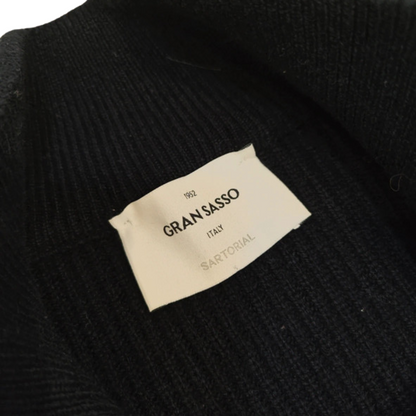 1952
GRAN SASSO
ITALY
SARTORIAL